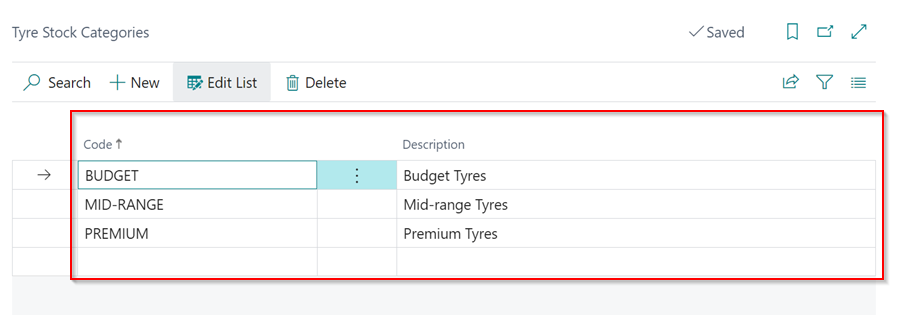 Tyre Stock Categories Saved
Search New Edit List Delete
Code↑ Description
BUDGET Budget Tyres
MID-RANGE Mid-range Tyres
PREMIUM Premium Tyres